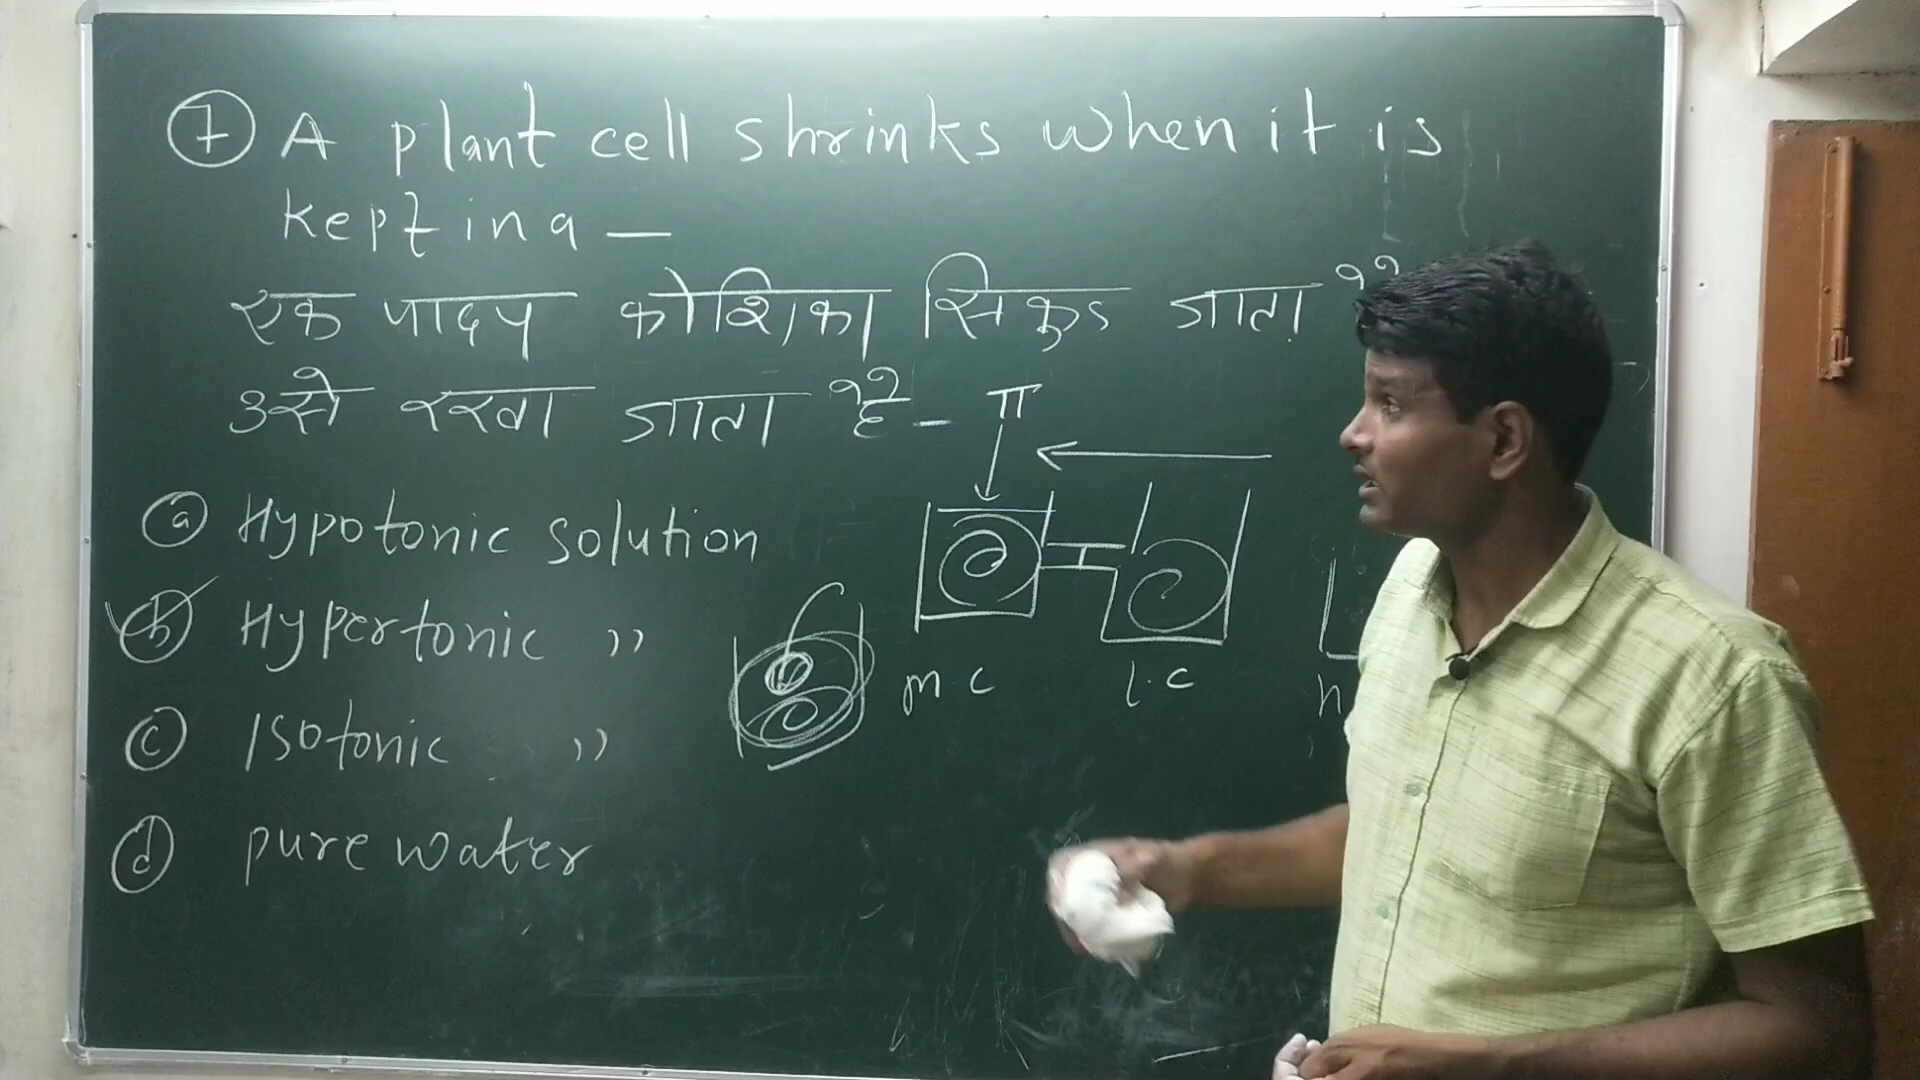 7 A plant cell shrinks when it is
kept in a —
एक पादप कोशिका सिकुड जाता है
उसे रखा जाता है -
π
a Hypotonic solution
b Hypertonic ,,
c Isotonic ,,
d pure water
m c
l.c